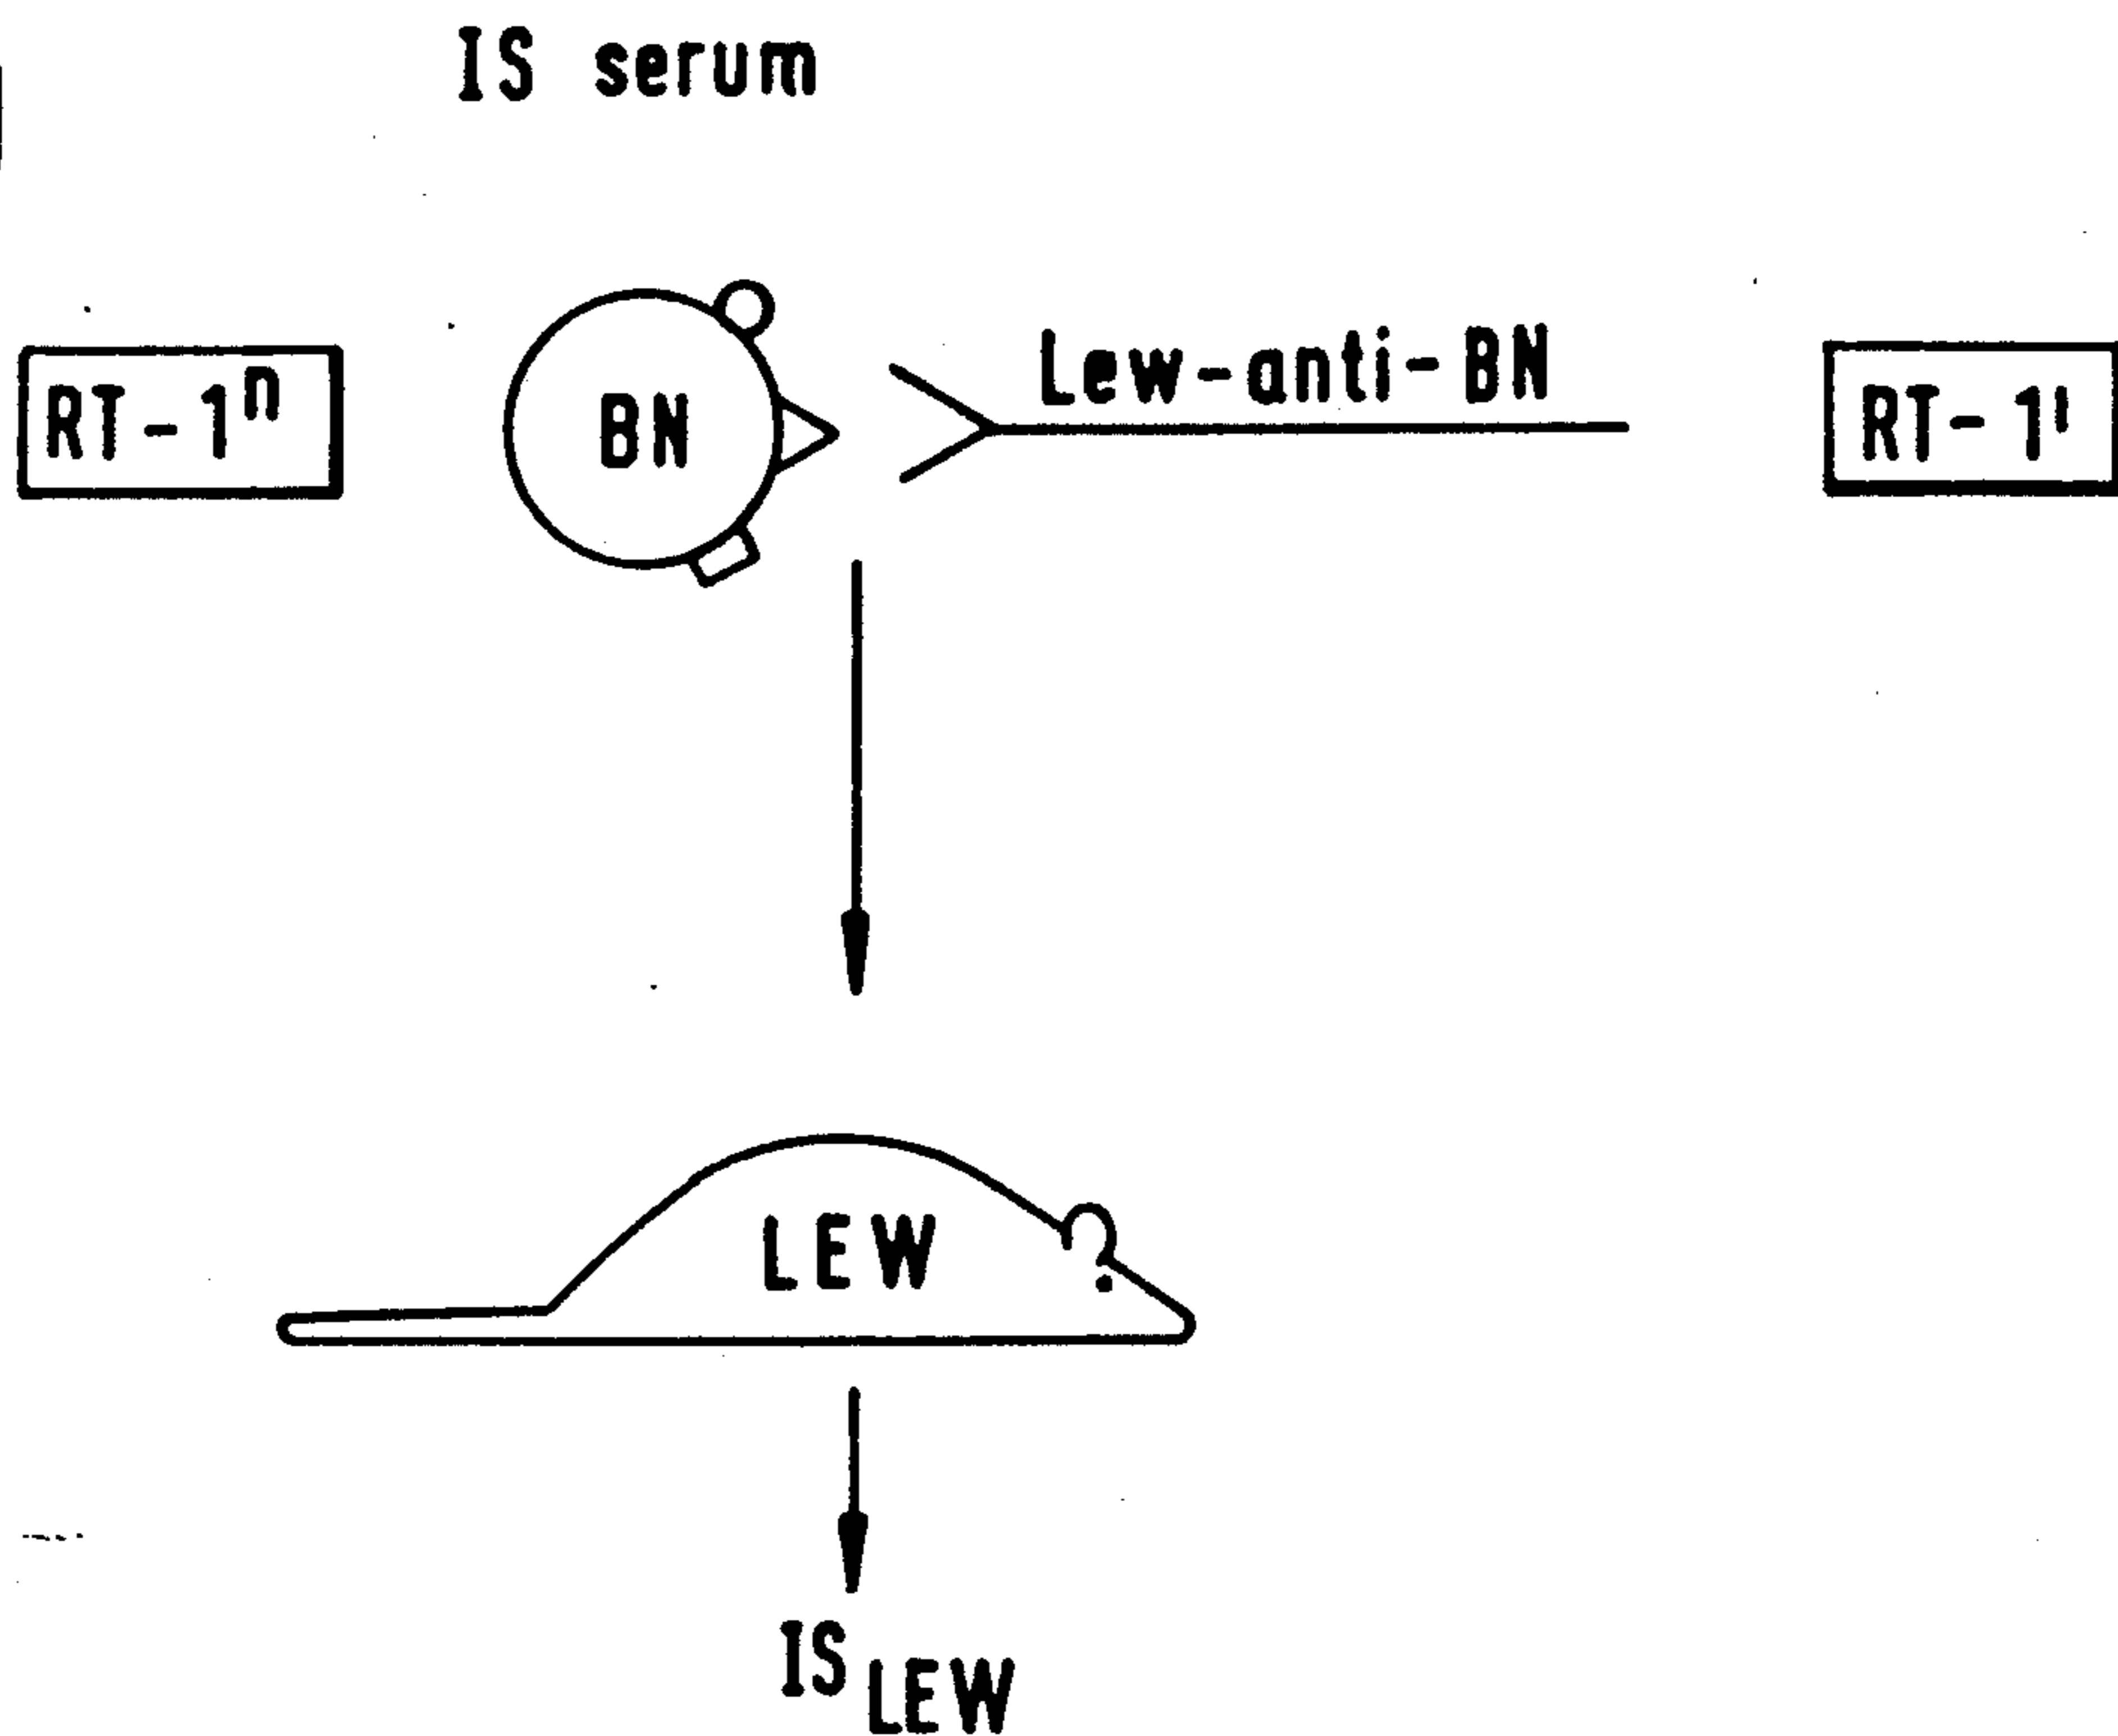 IS serum
Lew-anti-BN
RT-1ⁿ BN RT-1ˡ
LEW
IS LEW